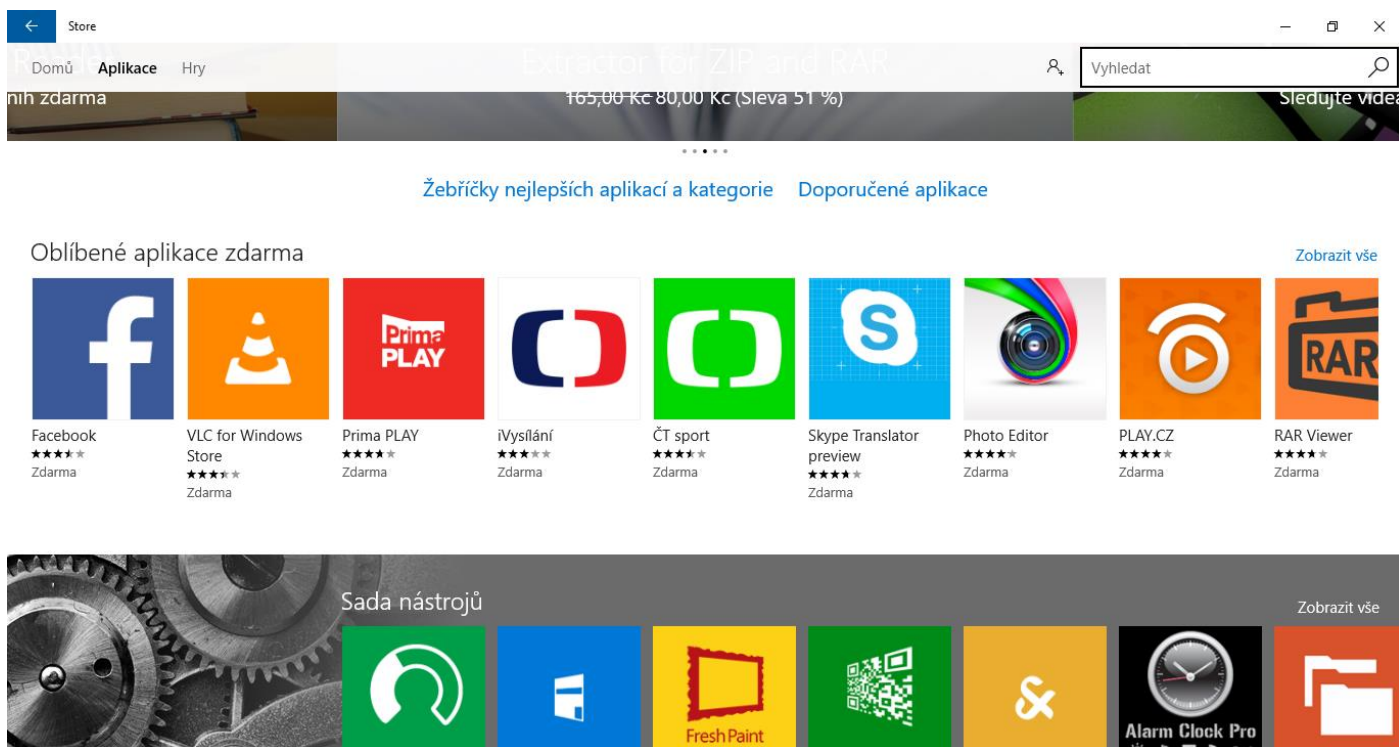 Store
Domů Aplikace Hry
Vyhledat
Extractor for ZIP and RAR
nih zdarma
165,00 Kč 80,00 Kč (Sleva 51 %)
Sledujte videa
Žebříčky nejlepších aplikací a kategorie Doporučené aplikace
Oblíbené aplikace zdarma
Zobrazit vše
Prima
PLAY
RAR
Facebook
Zdarma
VLC for Windows
Store
Zdarma
Prima PLAY
Zdarma
iVysílání
Zdarma
ČT sport
Zdarma
Skype Translator
preview
Zdarma
Photo Editor
Zdarma
PLAY.CZ
Zdarma
RAR Viewer
Zdarma
Sada nástrojů
Zobrazit vše
Fresh Paint
Alarm Clock Pro